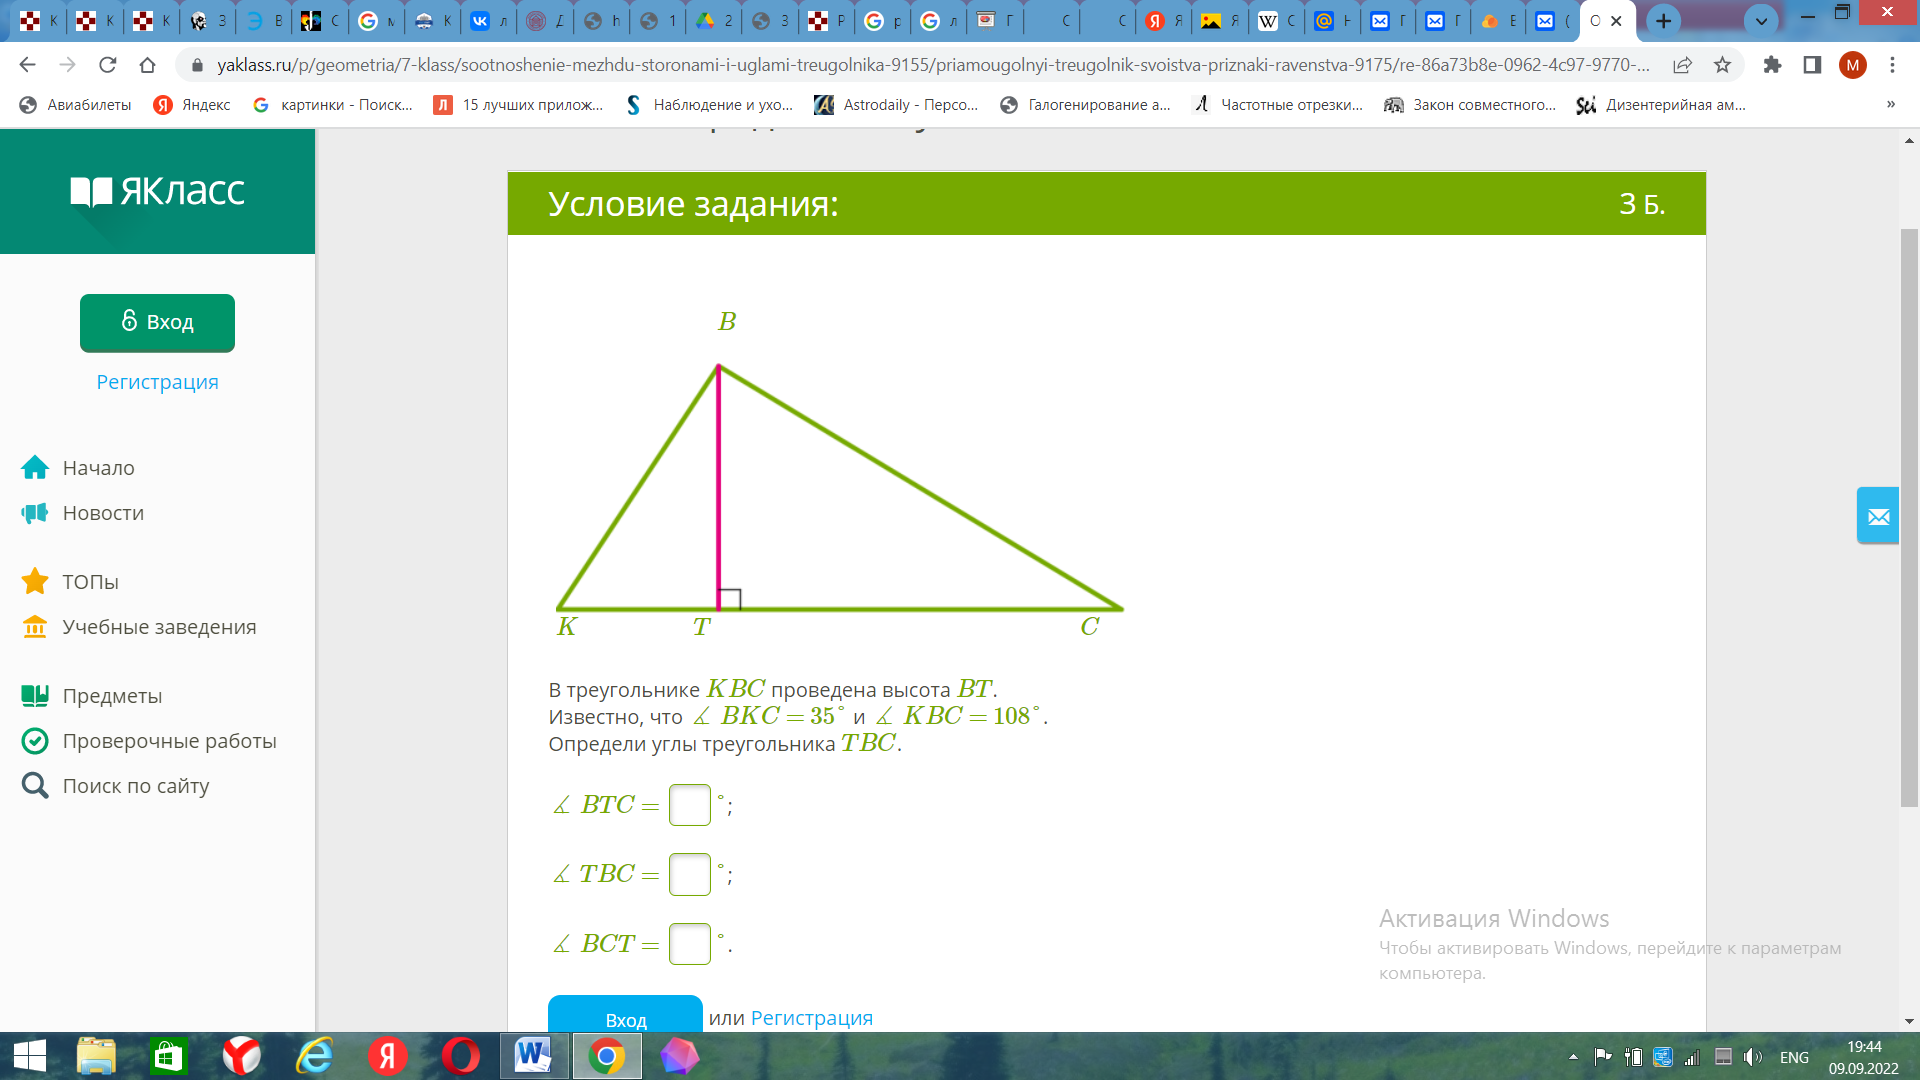 К
К
К
З
В
С
м
К
л
Д
h
1
2
3
Р
р
л
Г
С
С
Я
Я
С
Н
Г
Г
Е
(
О
yaklass.ru/p/geometria/7-klass/sootnoshenie-mezhdu-storonami-i-uglami-treugolnika-9155/priamougolnyi-treugolnik-svoistva-priznaki-ravenstva-9175/re-86a73b8e-0962-4c97-9770-...
M
Авиабилеты
Яндекс
картинки - Поиск...
15 лучших прилож...
Наблюдение и ухо...
Astrodaily - Персо...
Галогенирование а...
Частотные отрезки...
Закон совместного...
Sci
Дизентерийная ам...
»
ЯКласс
Вход
Регистрация
Начало
Новости
ТОПы
Учебные заведения
Предметы
Проверочные работы
Поиск по сайту
Условие задания:
3 Б.
B
K
T
C
В треугольнике KBC проведена высота BT.
Известно, что ∡ BKC = 35° и ∡ KBC = 108°.
Определи углы треугольника TBC.
∡ BTC = °;
∡ TBC = °;
∡ BCT = °.
Вход или Регистрация
Активация Windows
Чтобы активировать Windows, перейдите к параметрам
компьютера.
ENG
19:44
09.09.2022